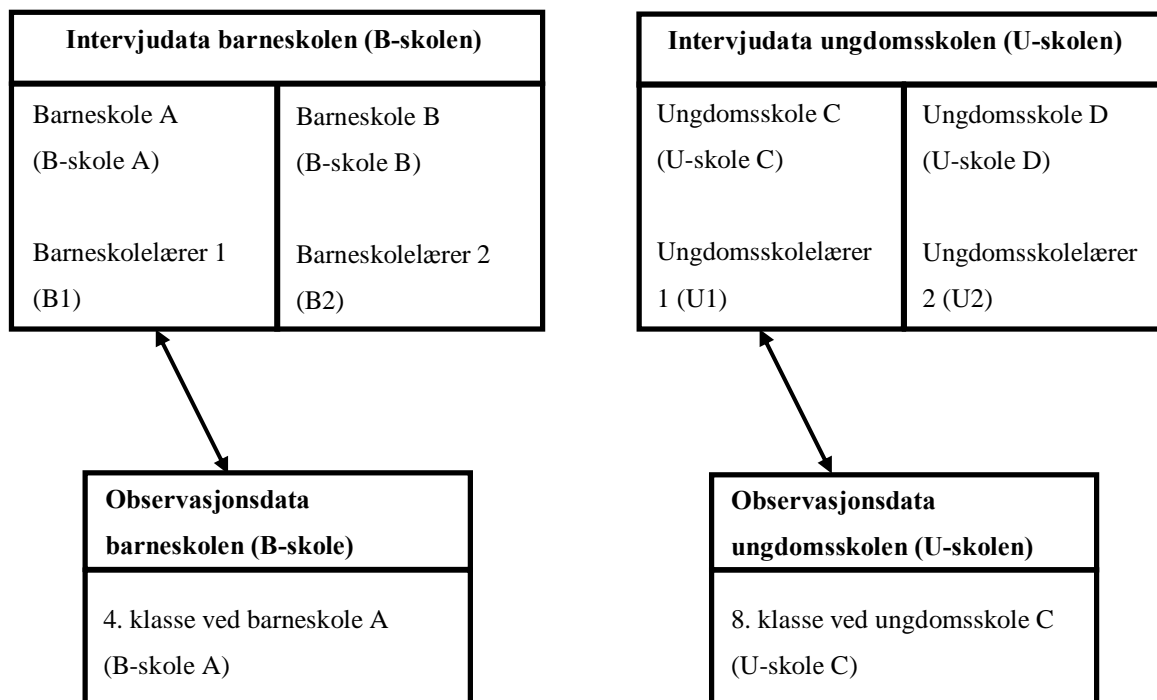 Intervjudata barneskolen (B-skolen)
Barneskole A
(B-skole A)
Barneskolelærer 1
(B1)
Barneskole B
(B-skole B)
Barneskolelærer 2
(B2)
Intervjudata ungdomsskolen (U-skolen)
Ungdomsskole C
(U-skole C)
Ungdomsskolelærer
1 (U1)
Ungdomsskole D
(U-skole D)
Ungdomsskolelærer
2 (U2)
Observasjonsdata
barneskolen (B-skole)
4. klasse ved barneskole A
(B-skole A)
Observasjonsdata
ungdomsskolen (U-skolen)
8. klasse ved ungdomsskole C
(U-skole C)